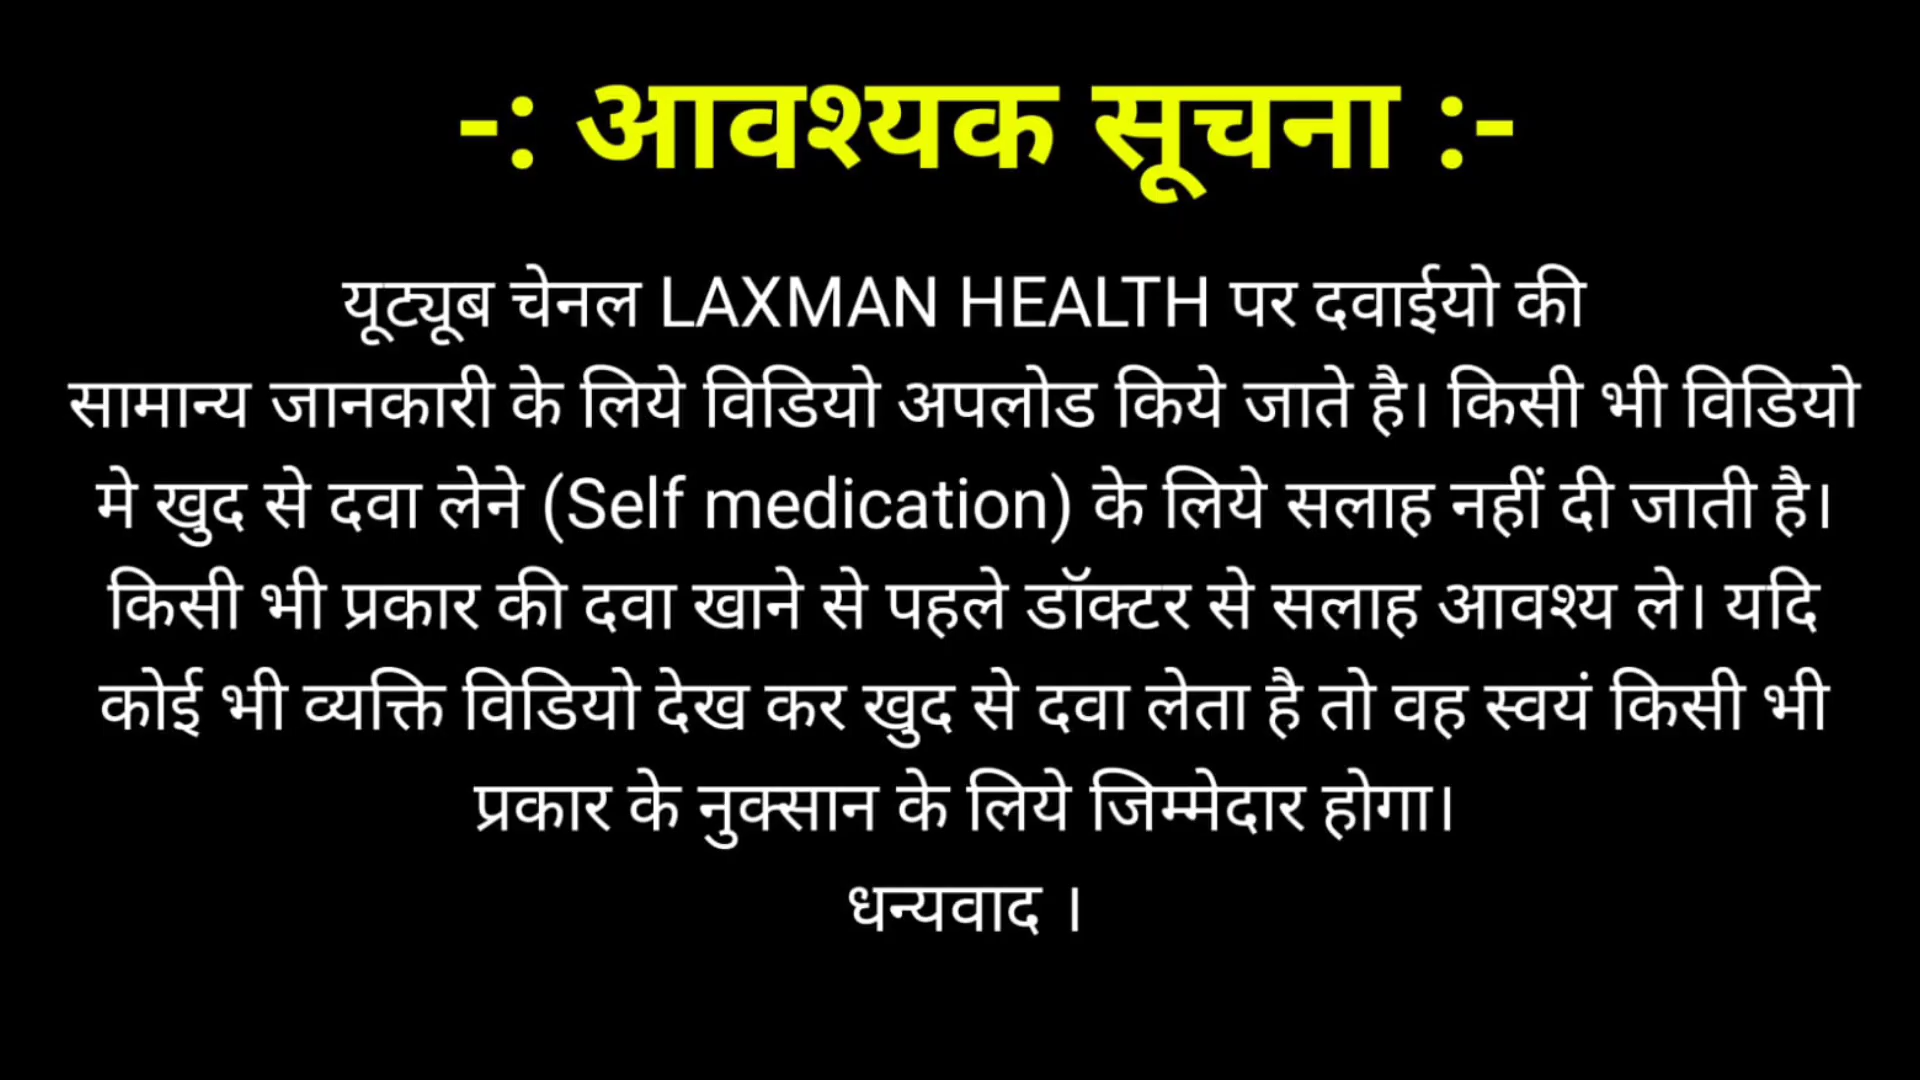 -: आवश्यक सूचना :-
यूट्यूब चेनल LAXMAN HEALTH पर दवाईयो की
सामान्य जानकारी के लिये विडियो अपलोड किये जाते है। किसी भी विडियो
मे खुद से दवा लेने (Self medication) के लिये सलाह नहीं दी जाती है।
किसी भी प्रकार की दवा खाने से पहले डॉक्टर से सलाह आवश्य ले। यदि
कोई भी व्यक्ति विडियो देख कर खुद से दवा लेता है तो वह स्वयं किसी भी
प्रकार के नुक्सान के लिये जिम्मेदार होगा।
धन्यवाद ।